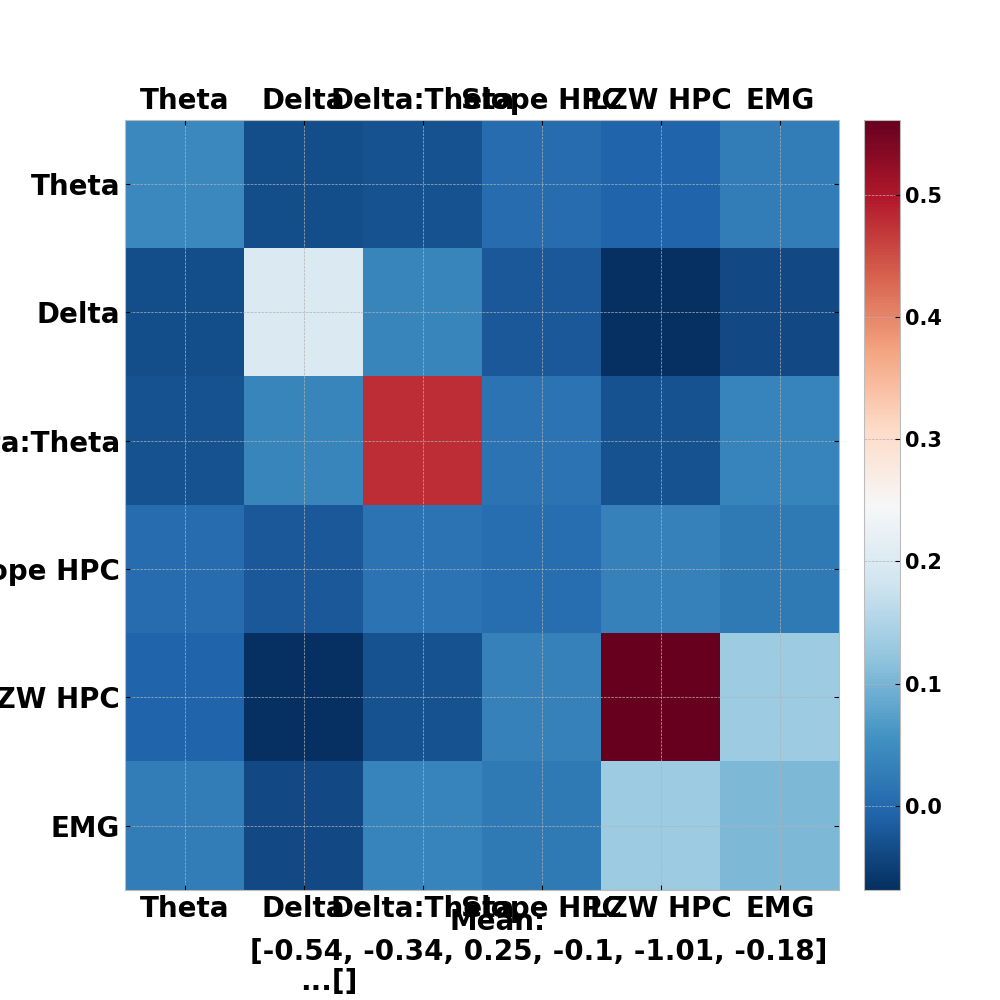 Theta Delta Delta:Theta Slope HPC LZW HPC EMG
Theta
0.5
Delta
0.4
a:Theta
0.3
0.2
ope HPC
0.1
ZW HPC
0.0
EMG
Theta Delta Delta:Theta Slope HPC LZW HPC EMG
Mean:
[-0.54, -0.34, 0.25, -0.1, -1.01, -0.18]
...[]